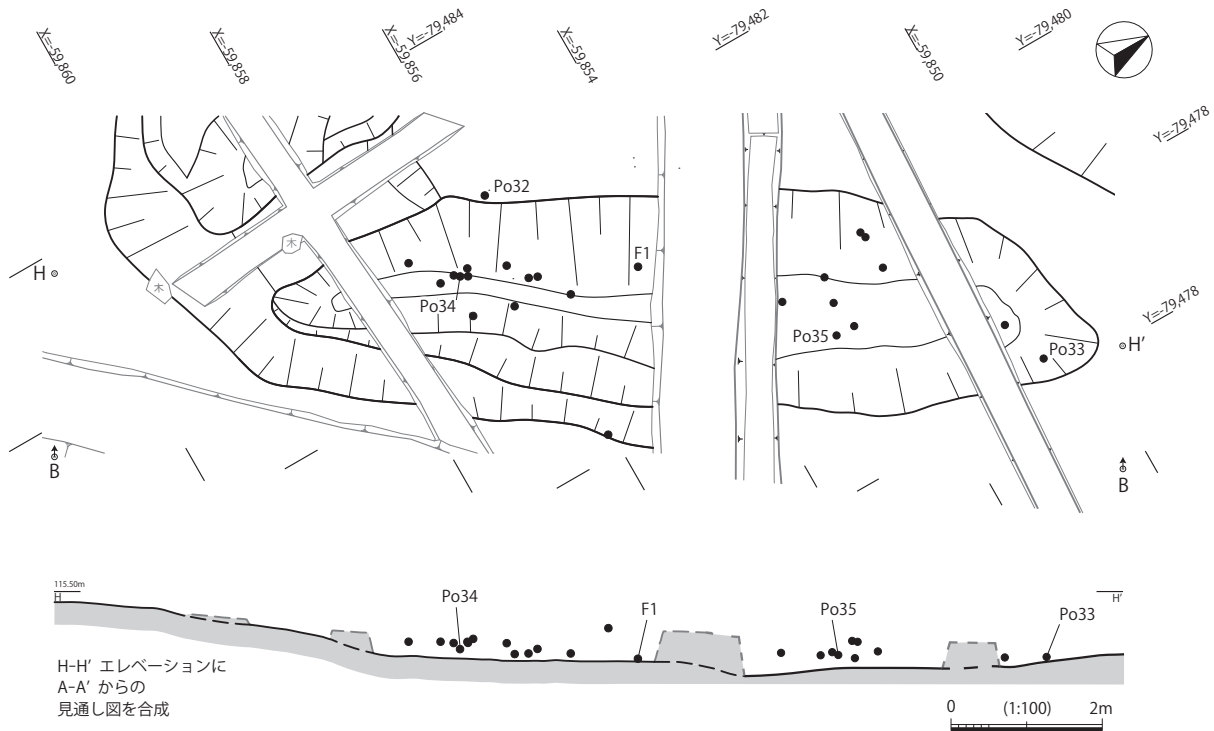 X=-59,860
X=-59,858
X=-59,856
Y=-79,484
X=-59,854
Y=-79,482
X=-59,850
Y=-79,480
Y=-79,478
Po32
木
F1
H
木
Po34
Y=-79,478
Po35
H′
Po33
B
B
115.50m
H
H′
Po34
F1
Po35
Po33
H-H′ エレベーションに
A-A′ からの
見通し図を合成
0 (1:100) 2m